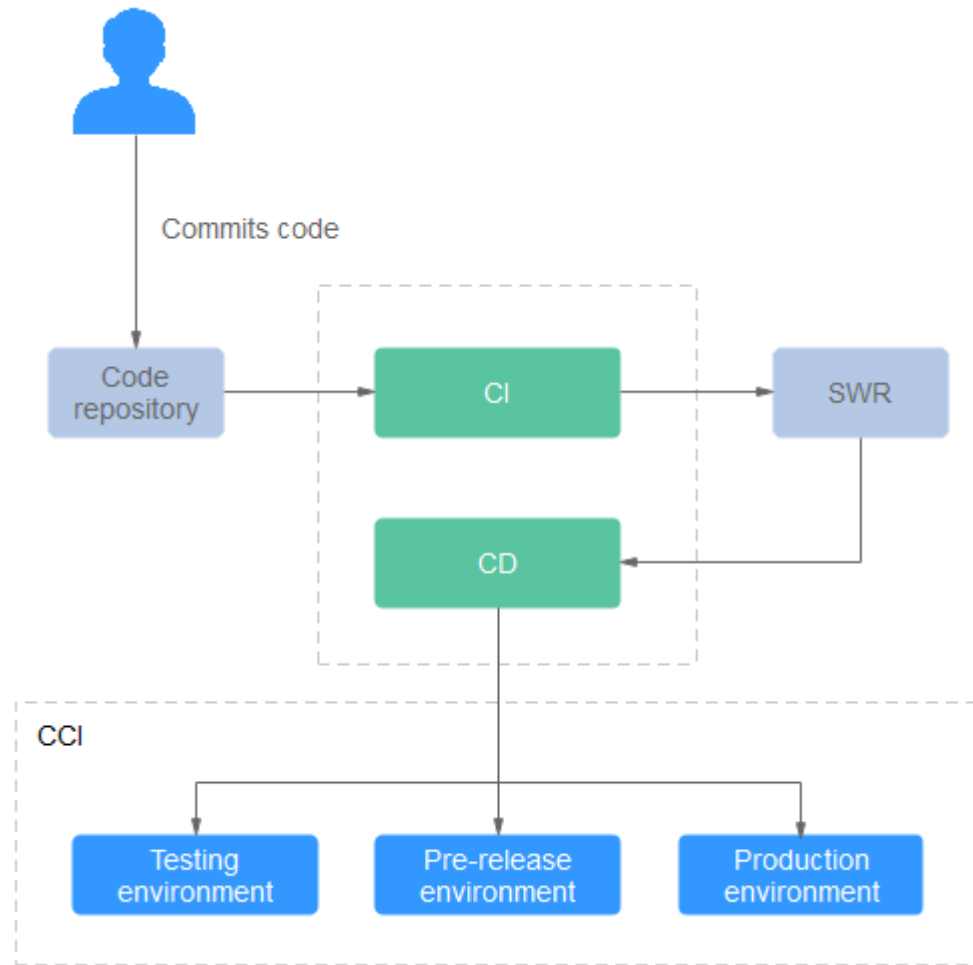 Commits code
Code
repository
CI
SWR
CD
CCI
Testing
environment
Pre-release
environment
Production
environment